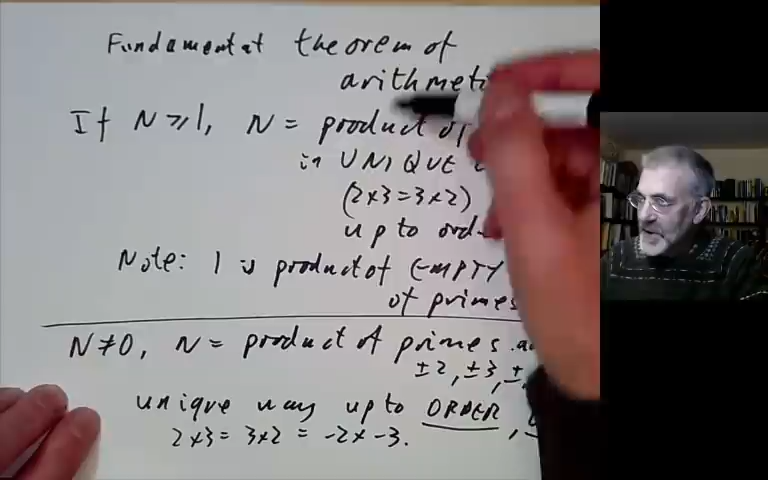 Fundamental theorem of
arithmeti
If N ⩾ 1, N = product of
in UNIQUE
(2×3 = 3×2)
up to ord
Note: 1 is product of EMPTY
of primes
N ≠ 0, N = product of primes
±2, ±3, ±
unique way up to ORDER,
2×3 = 3×2 = -2×-3.